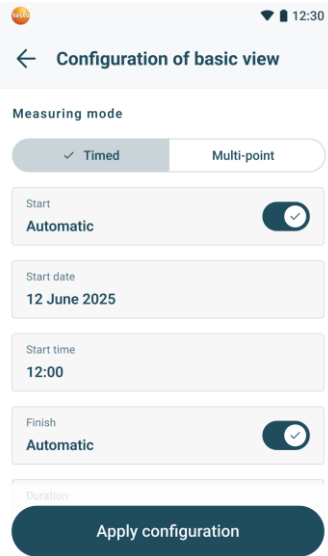 testo
12:30
Configuration of basic view
Measuring mode
Timed
Multi-point
Start
Automatic
Start date
12 June 2025
Start time
12:00
Finish
Automatic
Duration
Apply configuration